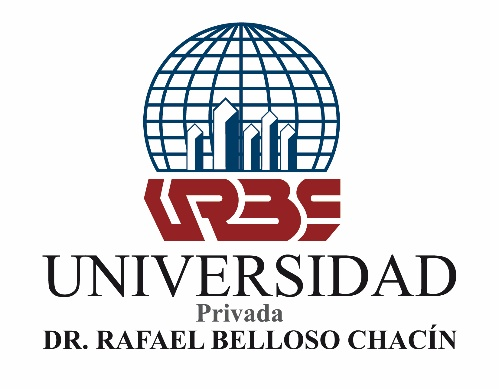 URBE
UNIVERSIDAD
Privada
DR. RAFAEL BELLOSO CHACÍN